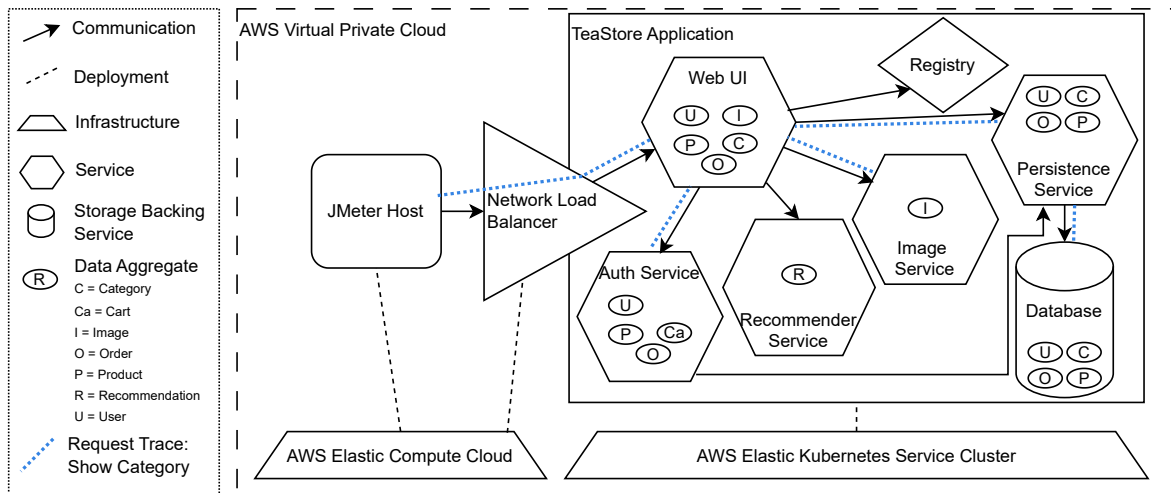 Communication
Deployment
Infrastructure
Service
Storage Backing
Service
R
Data Aggregate
C = Category
Ca = Cart
I = Image
O = Order
P = Product
R = Recommendation
U = User
Request Trace:
Show Category
AWS Virtual Private Cloud
TeaStore Application
JMeter Host
Network Load
Balancer
Web UI
U
I
P
C
O
Registry
U
C
O
P
Persistence
Service
I
Image
Service
R
Recommender
Service
Auth Service
U
P
Ca
O
Database
U
C
O
P
AWS Elastic Compute Cloud
AWS Elastic Kubernetes Service Cluster